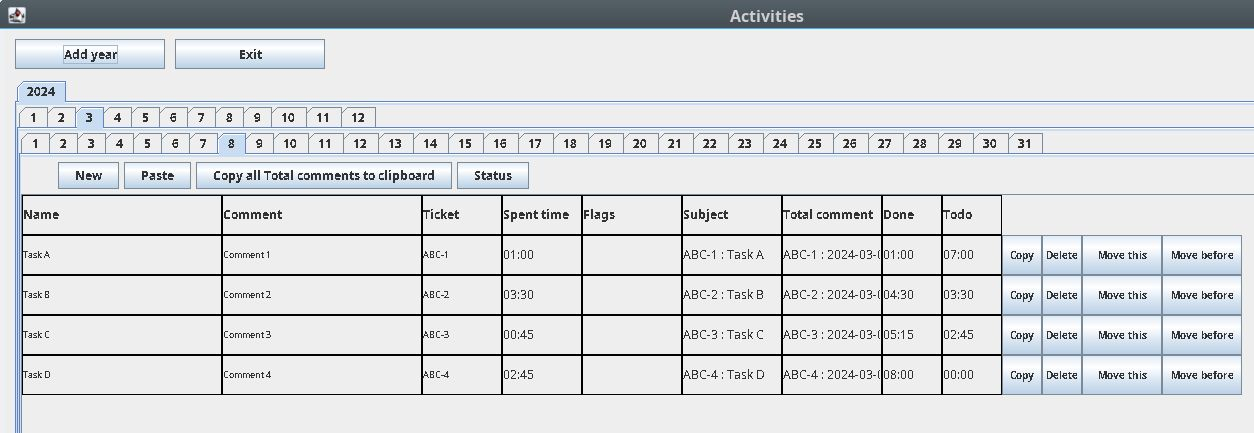 Activities
Add year Exit
2024
1 2 3 4 5 6 7 8 9 10 11 12
1 2 3 4 5 6 7 8 9 10 11 12 13 14 15 16 17 18 19 20 21 22 23 24 25 26 27 28 29 30 31
New Paste Copy all Total comments to clipboard Status
Name Comment Ticket Spent time Flags Subject Total comment Done Todo
Task A Comment 1 ABC-1 01:00 ABC-1 : Task A ABC-1 : 2024-03-0 01:00 07:00 Copy Delete Move this Move before
Task B Comment 2 ABC-2 03:30 ABC-2 : Task B ABC-2 : 2024-03-0 04:30 03:30 Copy Delete Move this Move before
Task C Comment 3 ABC-3 00:45 ABC-3 : Task C ABC-3 : 2024-03-0 05:15 02:45 Copy Delete Move this Move before
Task D Comment 4 ABC-4 02:45 ABC-4 : Task D ABC-4 : 2024-03-0 08:00 00:00 Copy Delete Move this Move before